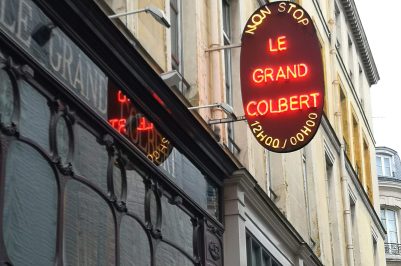 NON STOP
LE
GRAND
COLBERT
12H00/00H00
LE GRAND